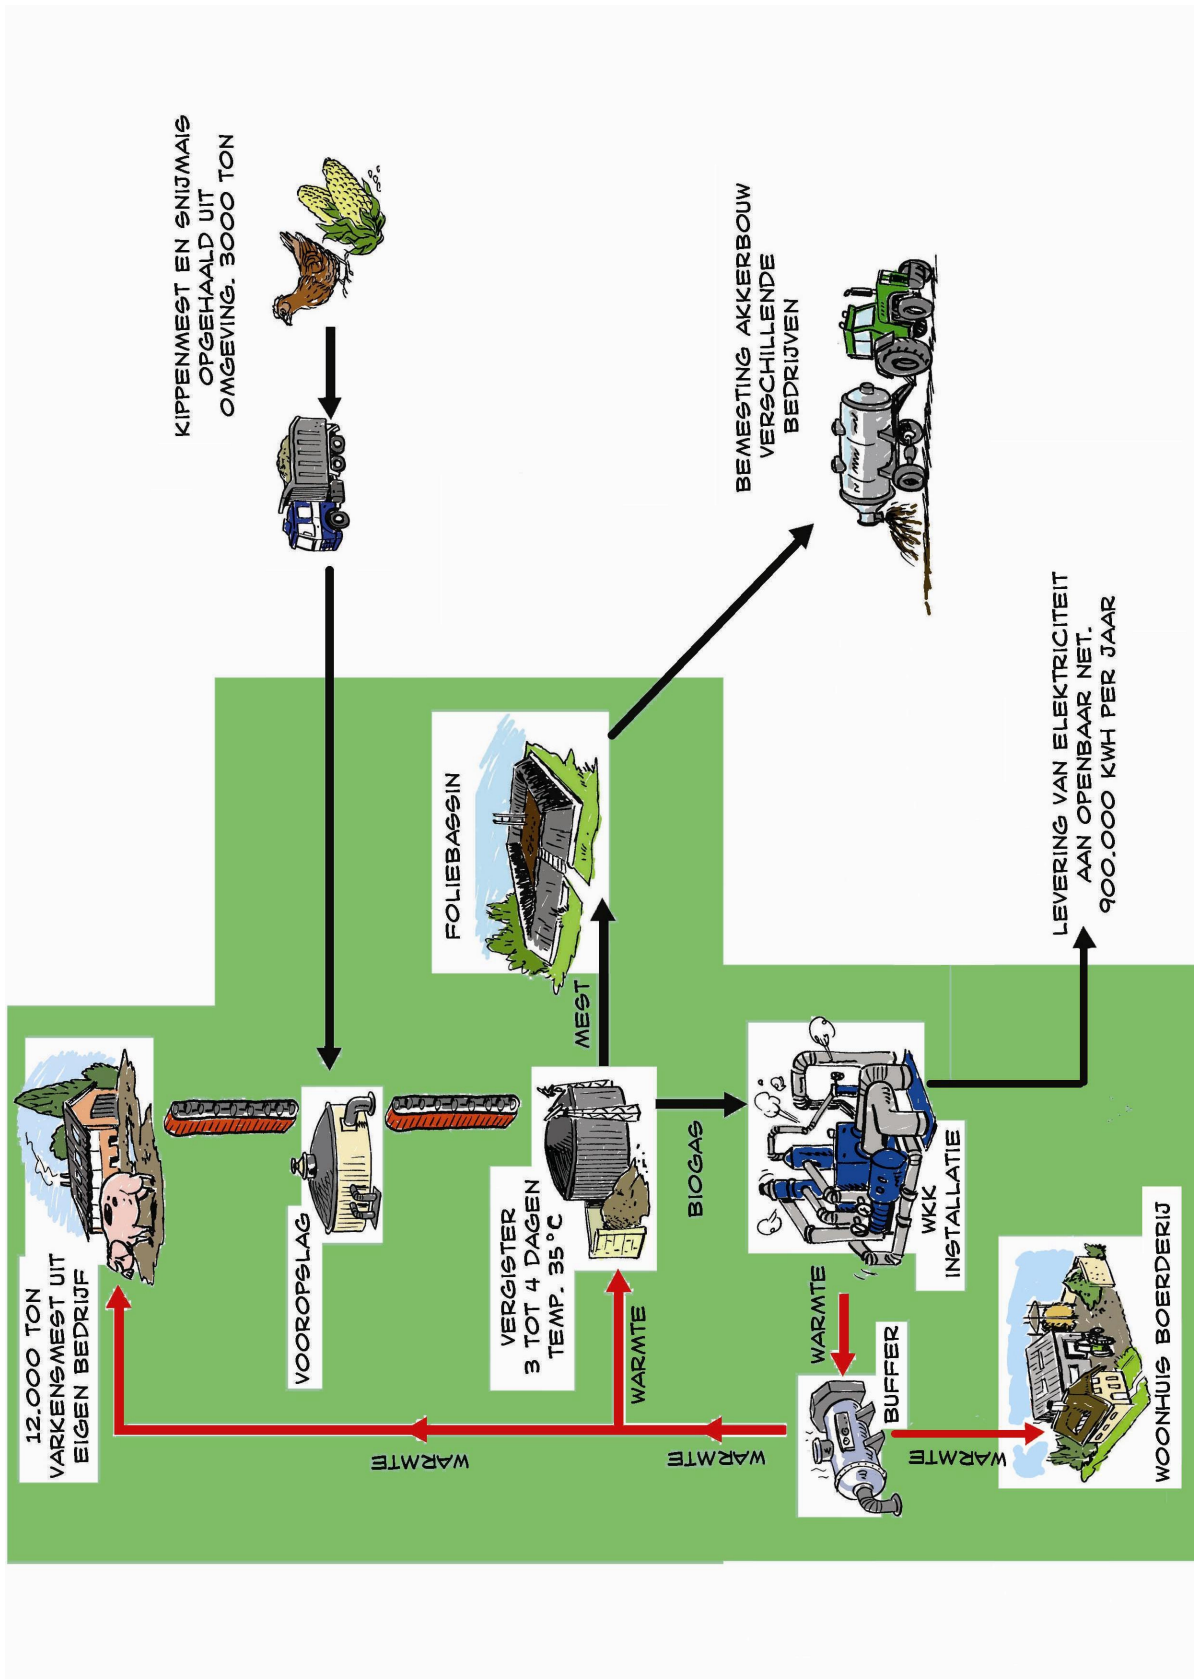 12.000 TON
VARKENSMEST UIT
EIGEN BEDRIJF
VOOROPSLAG
VERGISTER
3 TOT 4 DAGEN
TEMP. 35°C
WARMTE
WARMTE
WARMTE
BIOGAS
MEST
FOLIEBASSIN
KIPPENMEST EN SNIJMAIS
OPGEHAALD UIT
OMGEVING. 3000 TON
BEMESTING AKKERBOUW
VERSCHILLENDE
BEDRIJVEN
WKK
INSTALLATIE
WARMTE
BUFFER
WARMTE
WOONHUIS BOERDERIJ
LEVERING VAN ELEKTRICITEIT
AAN OPENBAAR NET.
900.000 KWH PER JAAR